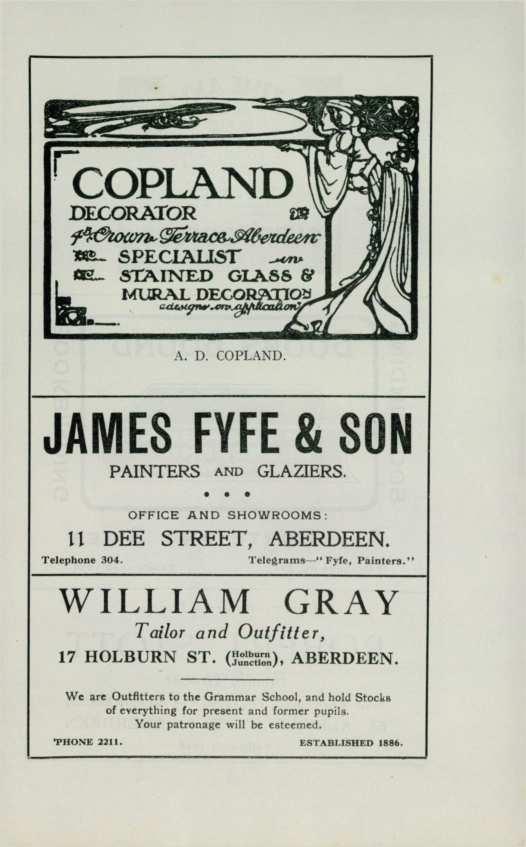 COPLAND
DECORATOR
Crown Terrace Aberdeen
SPECIALIST in
STAINED GLASS &
MURAL DECORATION
designs on application
A. D. COPLAND.
JAMES FYFE & SON
PAINTERS AND GLAZIERS.
OFFICE AND SHOWROOMS:
11 DEE STREET, ABERDEEN.
Telephone 304. Telegrams—"Fyfe, Painters."
WILLIAM GRAY
Tailor and Outfitter,
17 HOLBURN ST. (Holburn Junction), ABERDEEN.
We are Outfitters to the Grammar School, and hold Stocks
of everything for present and former pupils.
Your patronage will be esteemed.
'PHONE 2211. ESTABLISHED 1886.